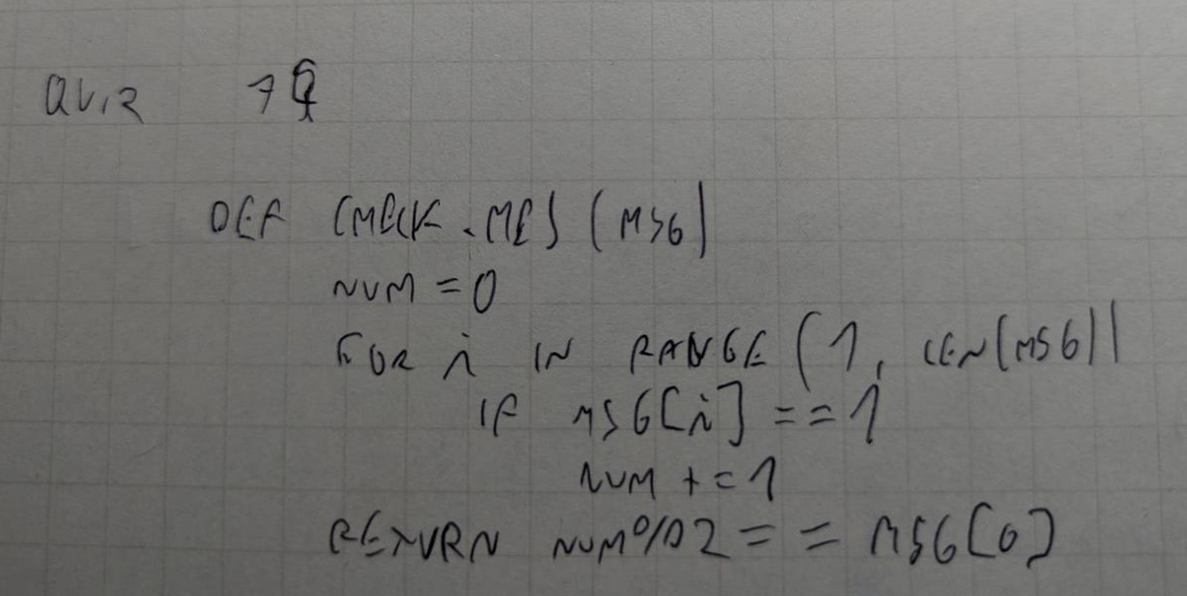 QUIZ 19
DEF CHECK_MES (MSG)
NUM = 0
FOR i IN RANGE (1, LEN(MSG))
IF MSG[i] == 1
NUM += 1
RETURN NUM%2 == MSG[0]